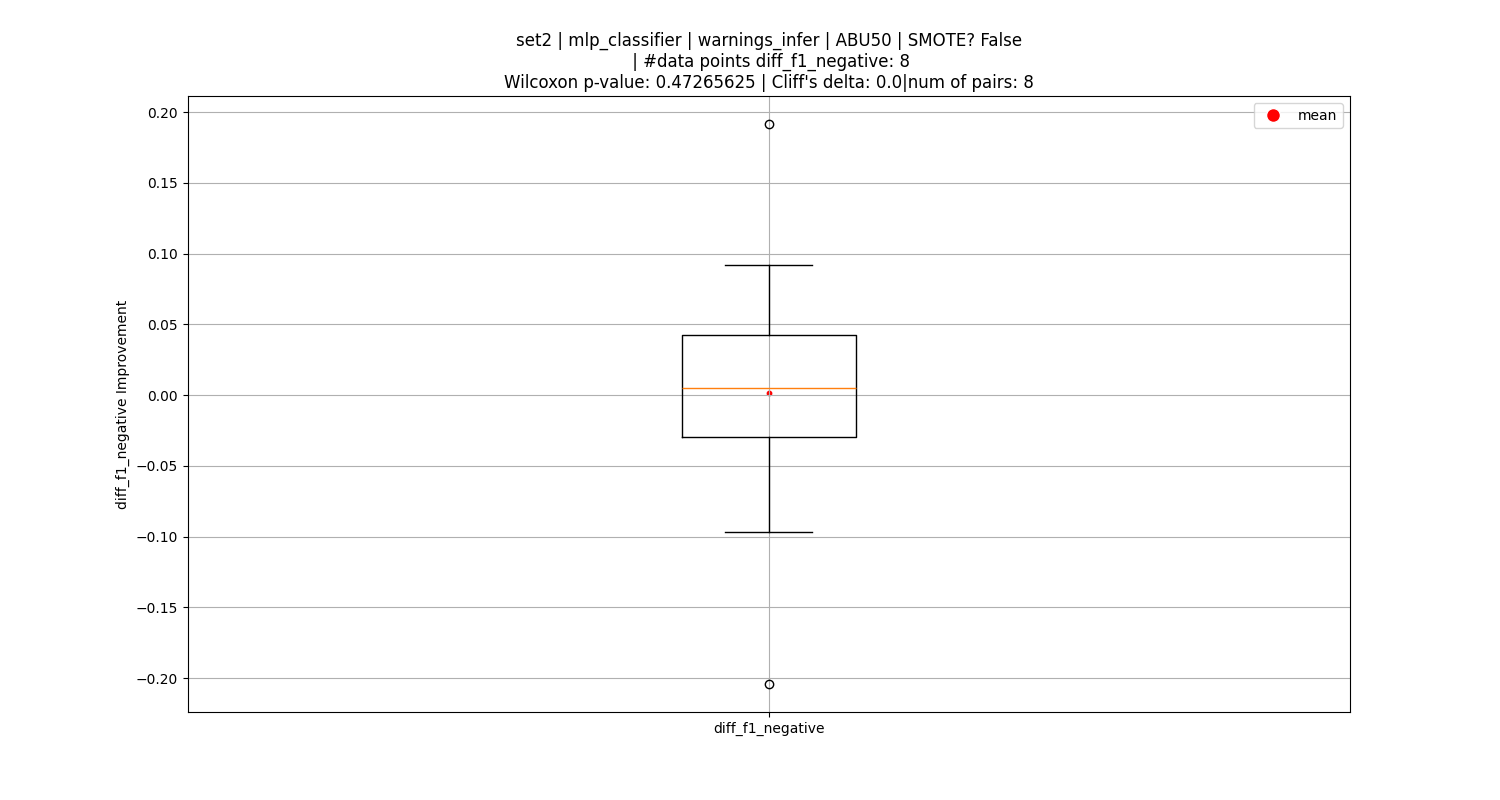 set2 | mlp_classifier | warnings_infer | ABU50 | SMOTE? False
| #data points diff_f1_negative: 8
Wilcoxon p-value: 0.47265625 | Cliff's delta: 0.0|num of pairs: 8
mean
0.20
0.15
0.10
0.05
0.00
−0.05
−0.10
−0.15
−0.20
diff_f1_negative Improvement
diff_f1_negative